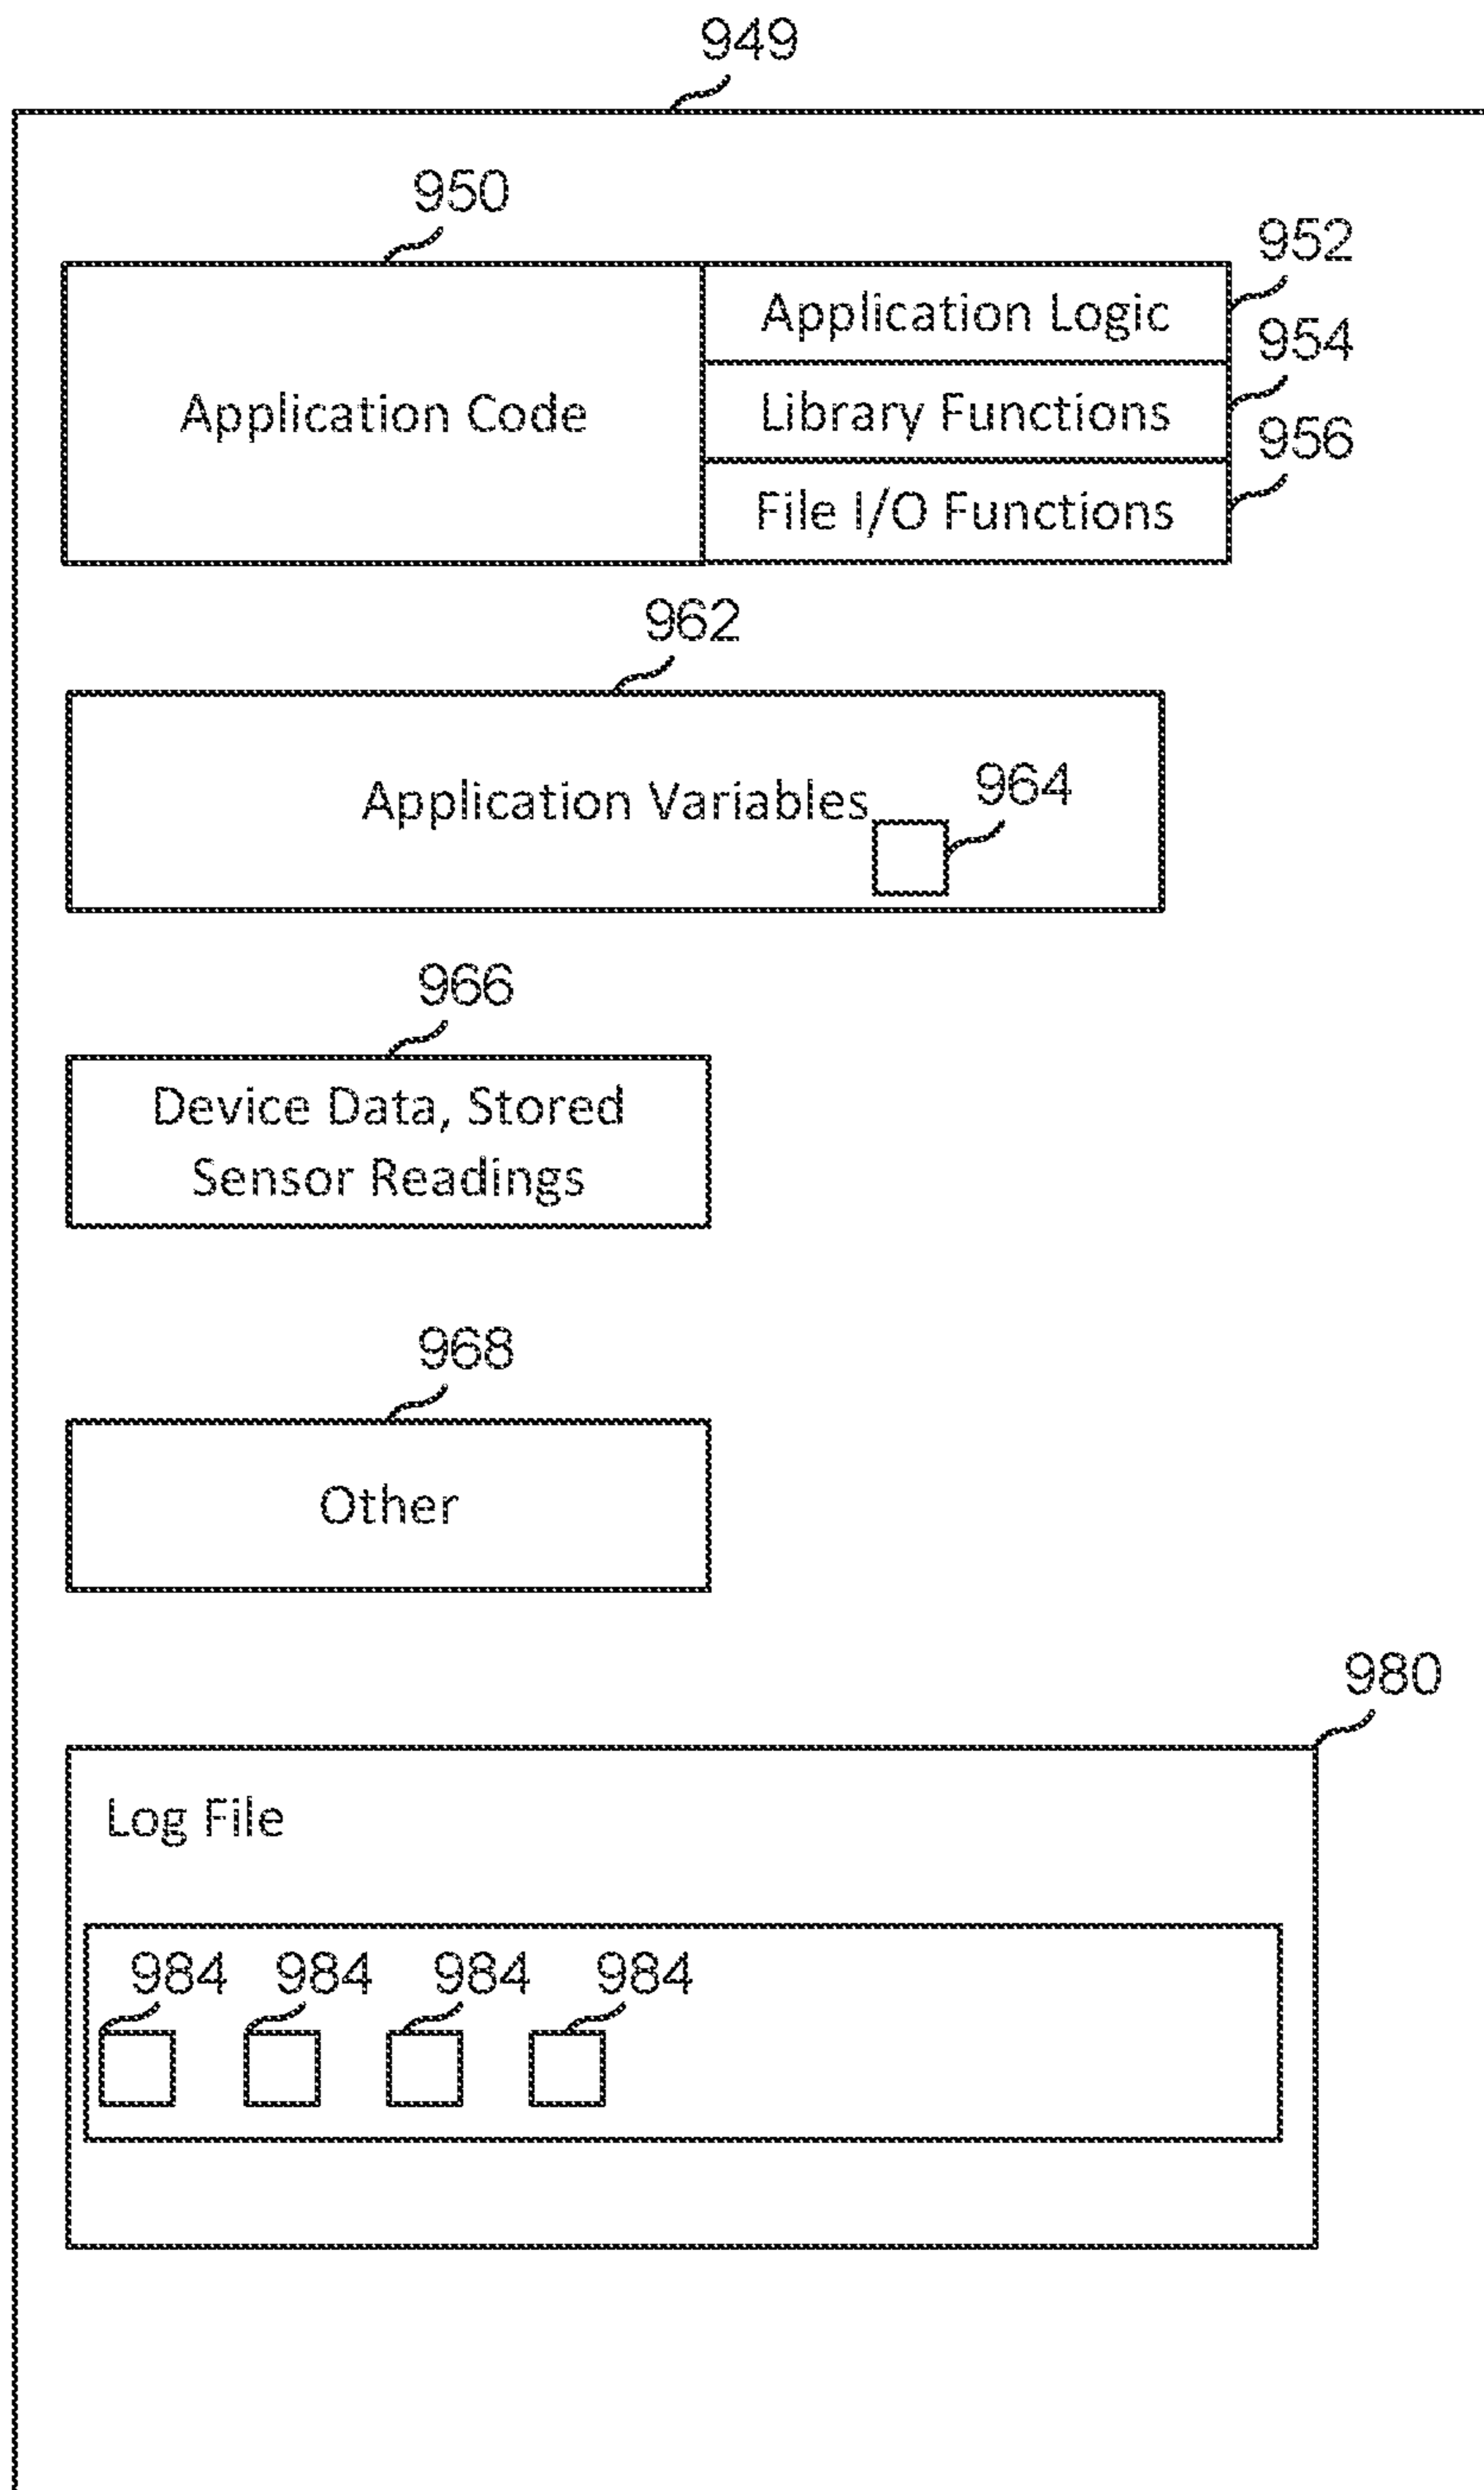 949
950
952
Application Logic
954
Application Code
Library Functions
956
File I/O Functions
962
Application Variables
964
966
Device Data, Stored
Sensor Readings
968
Other
980
Log File
984 984 984 984